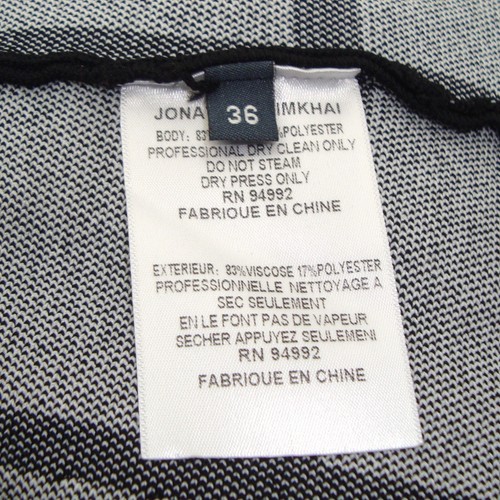 36
JONA IMKHAI
BODY: 83 %POLYESTER
PROFESSIONAL DRY CLEAN ONLY
DO NOT STEAM
DRY PRESS ONLY
RN 94992
FABRIQUE EN CHINE
EXTERIEUR: 83%VISCOSE 17%POLYESTER
PROFESSIONNELLE NETTOYAGE A
SEC SEULEMENT
EN LE FONT PAS DE VAPEUR
SECHER APPUYEZ SEULEMENI
RN 94992
FABRIQUE EN CHINE